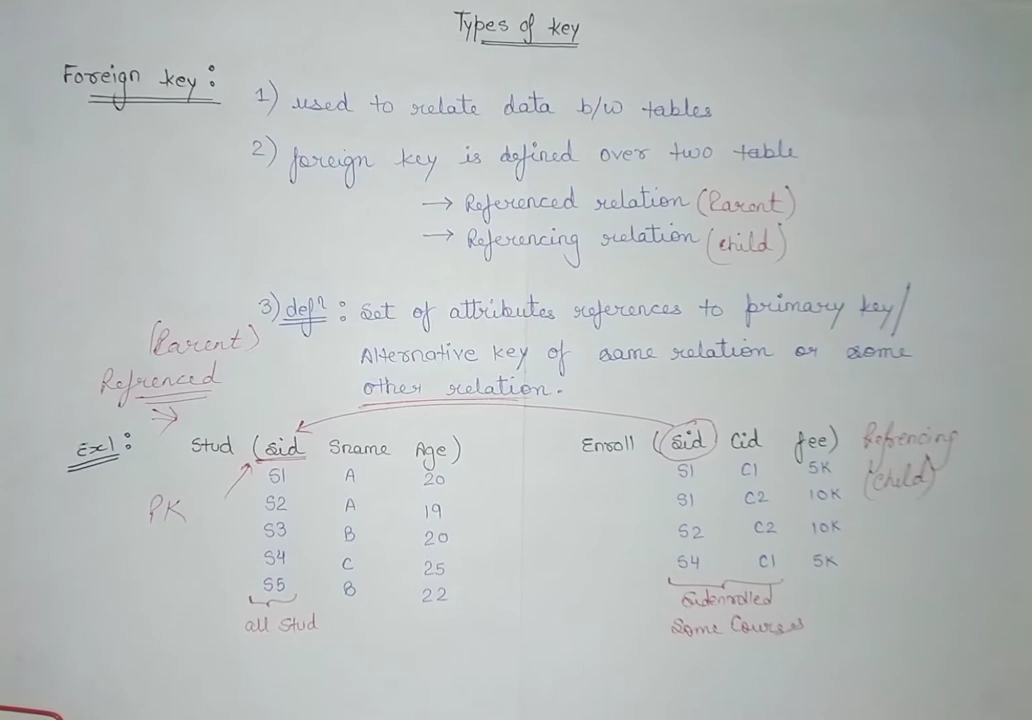 Types of key
Foreign key:
1) used to relate data b/w tables
2) foreign key is defined over two table
→ Referenced relation (Parent)
→ Referencing relation (child)
3) defⁿ : Set of attributes references to primary key/
Alternative key of same relation or some
other relation.
(Parent)
Refrenced
Ex1: Stud (Sid Sname Age) Enroll (Sid Cid fee) Refrencing
(child)
S1 A 20 S1 C1 5K
S2 A 19 S1 C2 10K
S3 B 20 S2 C2 10K
S4 C 25 S4 C1 5K
S5 B 22
PK
all Stud
Sidenrolled
Some Courses